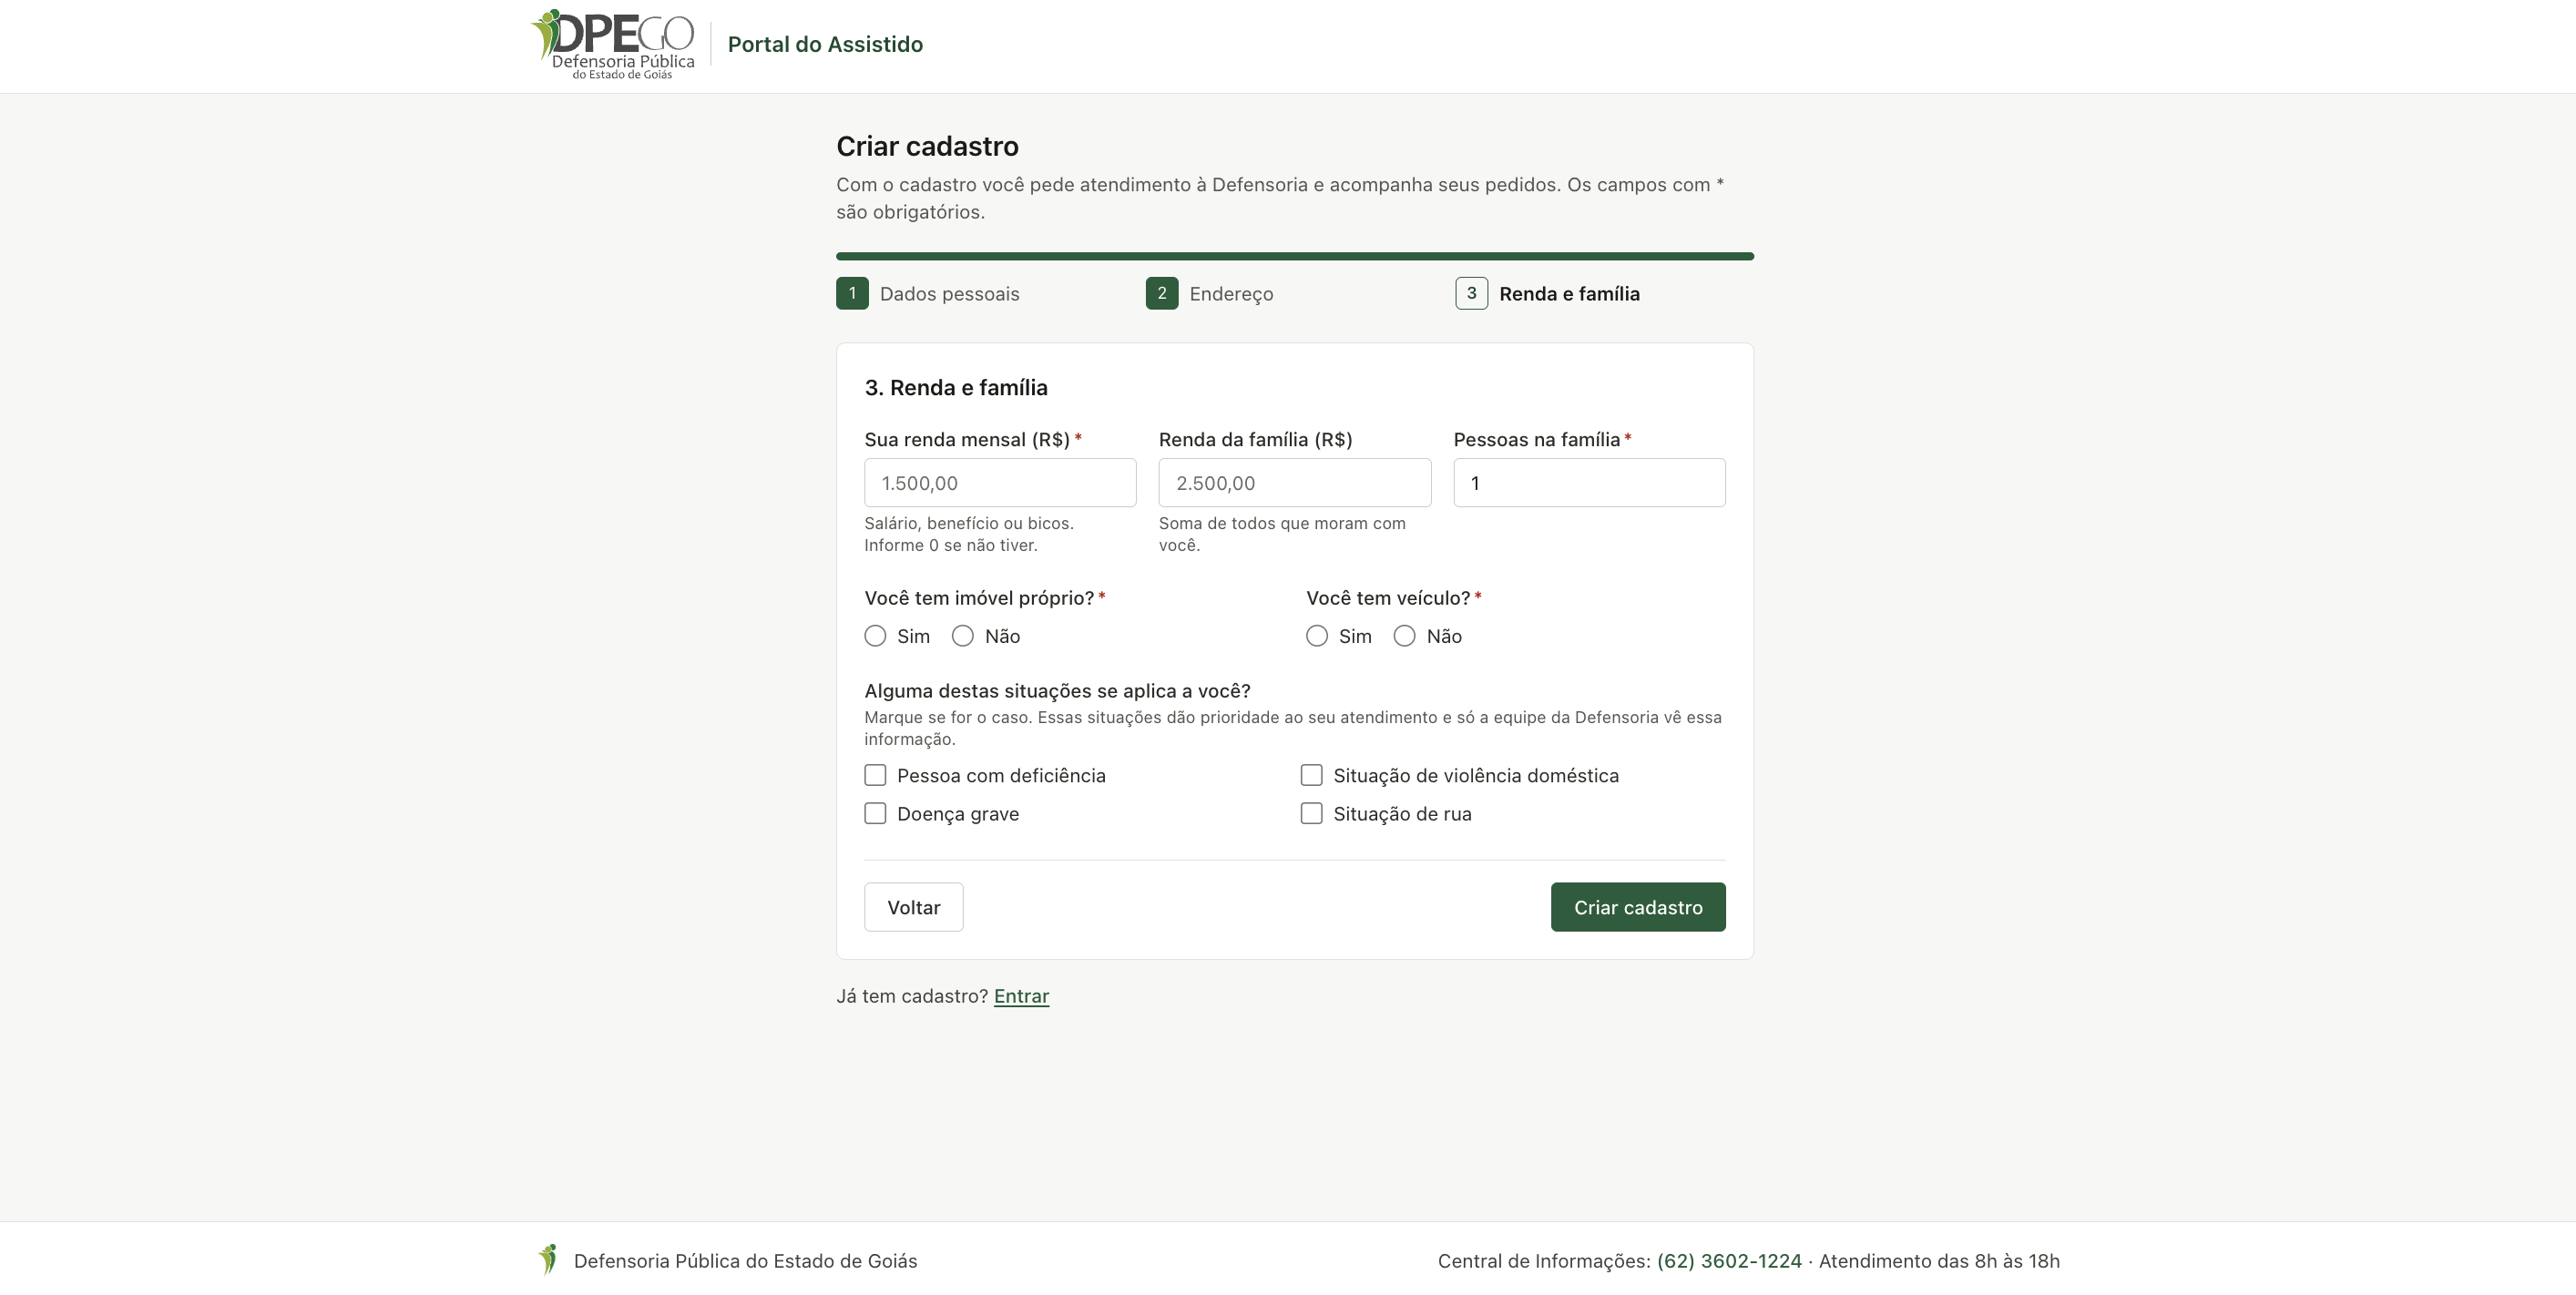 DPEGO
Defensoria Pública
do Estado de Goiás
Portal do Assistido
Criar cadastro
Com o cadastro você pede atendimento à Defensoria e acompanha seus pedidos. Os campos com *
são obrigatórios.
1 Dados pessoais
2 Endereço
3 Renda e família
3. Renda e família
Sua renda mensal (R$) *
1.500,00
Salário, benefício ou bicos.
Informe 0 se não tiver.
Renda da família (R$)
2.500,00
Soma de todos que moram com
você.
Pessoas na família *
1
Você tem imóvel próprio? *
Sim Não
Você tem veículo? *
Sim Não
Alguma destas situações se aplica a você?
Marque se for o caso. Essas situações dão prioridade ao seu atendimento e só a equipe da Defensoria vê essa
informação.
Pessoa com deficiência
Situação de violência doméstica
Doença grave
Situação de rua
Voltar
Criar cadastro
Já tem cadastro? Entrar
Defensoria Pública do Estado de Goiás
Central de Informações: (62) 3602-1224 · Atendimento das 8h às 18h